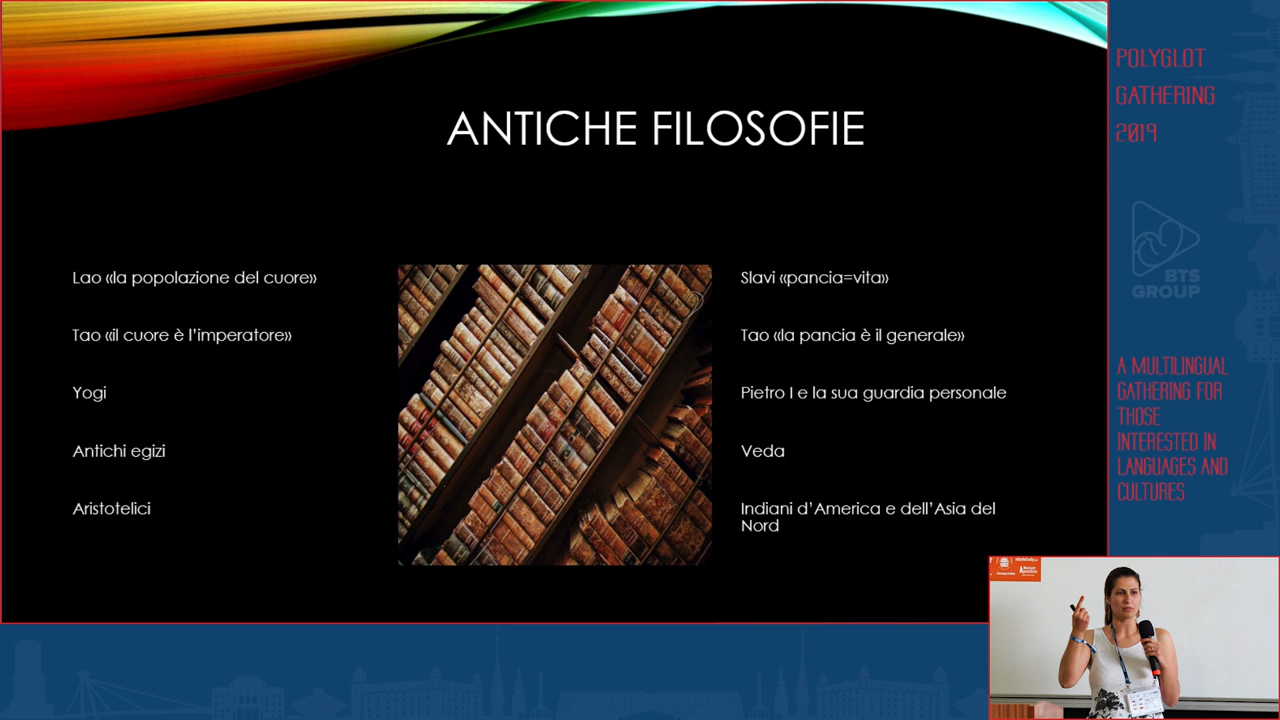 ANTICHE FILOSOFIE
Lao «la popolazione del cuore»
Tao «il cuore è l’imperatore»
Yogi
Antichi egizi
Aristotelici
Slavi «pancia=vita»
Tao «la pancia è il generale»
Pietro I e la sua guardia personale
Veda
Indiani d’America e dell’Asia del
Nord
POLYGLOT
GATHERING
2019
BTS
GROUP
A MULTILINGUAL
GATHERING FOR
THOSE
INTERESTED IN
LANGUAGES AND
CULTURES